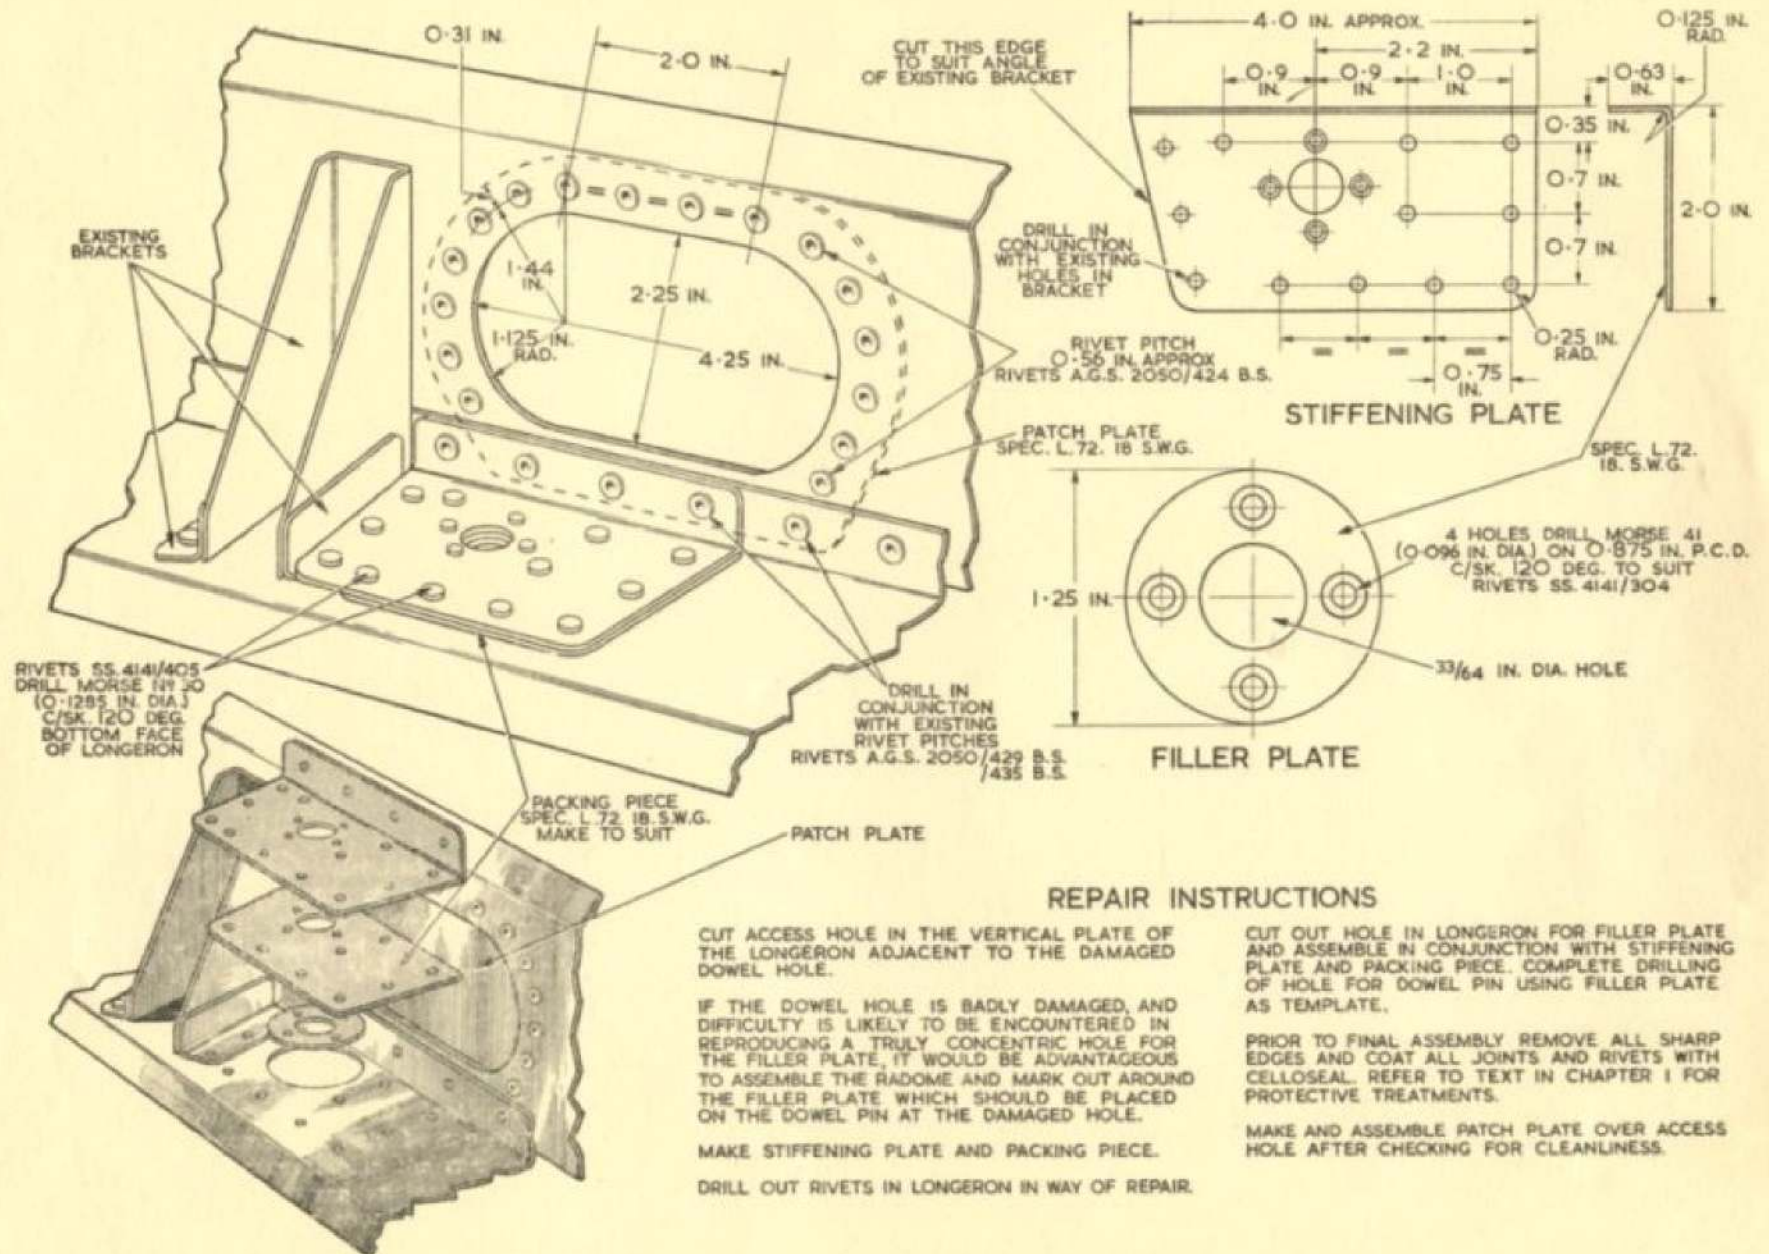 0·31 IN.
2·0 IN.
EXISTING
BRACKETS
1·44
IN.
2·25 IN.
1·125 IN.
RAD.
4·25 IN.
CUT THIS EDGE
TO SUIT ANGLE
OF EXISTING BRACKET
4·0 IN. APPROX.
2·2 IN.
0·9
IN.
0·9
IN.
1·0
IN.
0·125 IN.
RAD.
0·63
IN.
0·35 IN.
0·7 IN.
0·7
IN.
2·0 IN.
DRILL IN
CONJUNCTION
WITH EXISTING
HOLES IN
BRACKET
0·25 IN.
RAD.
0·75
IN.
STIFFENING PLATE
RIVET PITCH
0·56 IN. APPROX
RIVETS A.G.S. 2050/424 B.S.
PATCH PLATE
SPEC. L.72. 18 S.W.G.
SPEC. L.72.
18. S.W.G.
4 HOLES DRILL MORSE 41
(0·096 IN. DIA.) ON 0·875 IN. P.C.D.
C/SK. 120 DEG. TO SUIT
RIVETS SS. 4141/304
1·25 IN.
33/64 IN. DIA. HOLE
FILLER PLATE
RIVETS SS. 4141/405
DRILL MORSE Nº 30
(0·1285 IN. DIA.)
C/SK. 120 DEG.
BOTTOM FACE
OF LONGERON
DRILL IN
CONJUNCTION
WITH EXISTING
RIVET PITCHES
RIVETS A.G.S. 2050/429 B.S.
/435 B.S.
PACKING PIECE
SPEC. L.72 18.S.W.G.
MAKE TO SUIT
PATCH PLATE
REPAIR INSTRUCTIONS
CUT ACCESS HOLE IN THE VERTICAL PLATE OF
THE LONGERON ADJACENT TO THE DAMAGED
DOWEL HOLE.
IF THE DOWEL HOLE IS BADLY DAMAGED, AND
DIFFICULTY IS LIKELY TO BE ENCOUNTERED IN
REPRODUCING A TRULY CONCENTRIC HOLE FOR
THE FILLER PLATE, IT WOULD BE ADVANTAGEOUS
TO ASSEMBLE THE RADOME AND MARK OUT AROUND
THE FILLER PLATE WHICH SHOULD BE PLACED
ON THE DOWEL PIN AT THE DAMAGED HOLE.
MAKE STIFFENING PLATE AND PACKING PIECE.
DRILL OUT RIVETS IN LONGERON IN WAY OF REPAIR.
CUT OUT HOLE IN LONGERON FOR FILLER PLATE
AND ASSEMBLE IN CONJUNCTION WITH STIFFENING
PLATE AND PACKING PIECE. COMPLETE DRILLING
OF HOLE FOR DOWEL PIN USING FILLER PLATE
AS TEMPLATE.
PRIOR TO FINAL ASSEMBLY REMOVE ALL SHARP
EDGES AND COAT ALL JOINTS AND RIVETS WITH
CELLOSEAL. REFER TO TEXT IN CHAPTER 1 FOR
PROTECTIVE TREATMENTS.
MAKE AND ASSEMBLE PATCH PLATE OVER ACCESS
HOLE AFTER CHECKING FOR CLEANLINESS.